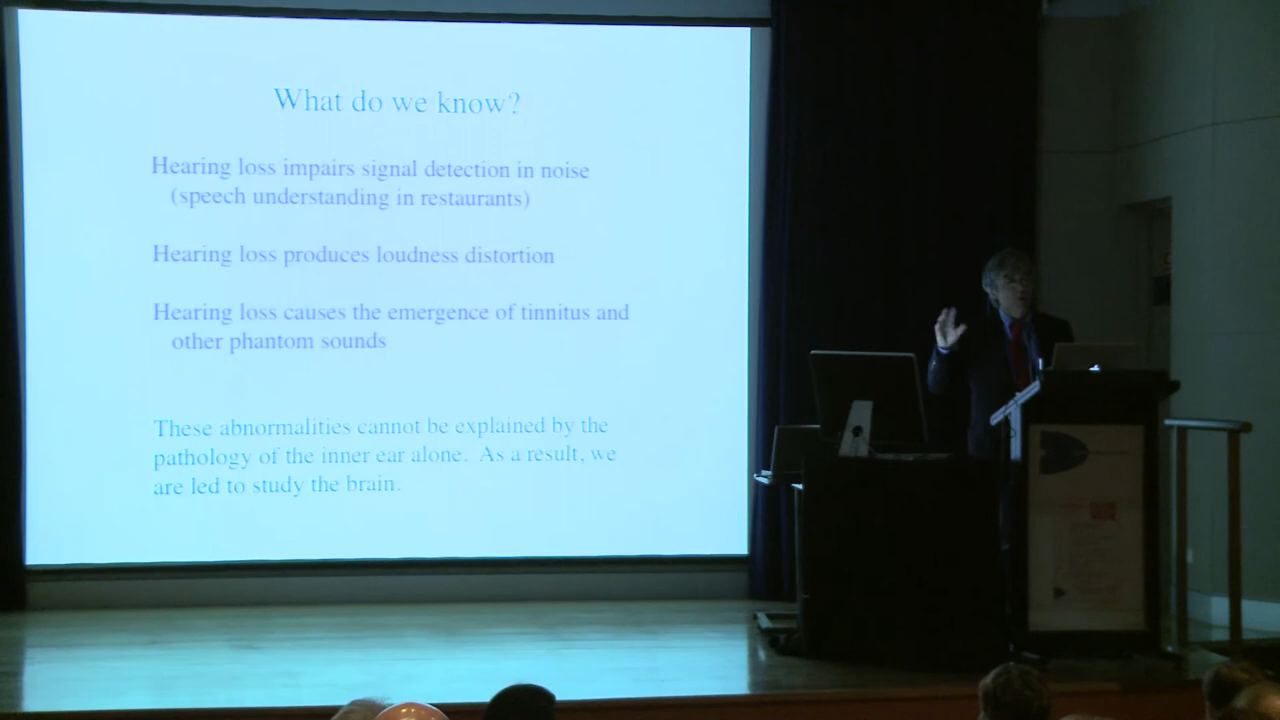 What do we know?
Hearing loss impairs signal detection in noise
(speech understanding in restaurants)
Hearing loss produces loudness distortion
Hearing loss causes the emergence of tinnitus and
other phantom sounds
These abnormalities cannot be explained by the
pathology of the inner ear alone. As a result, we
are led to study the brain.